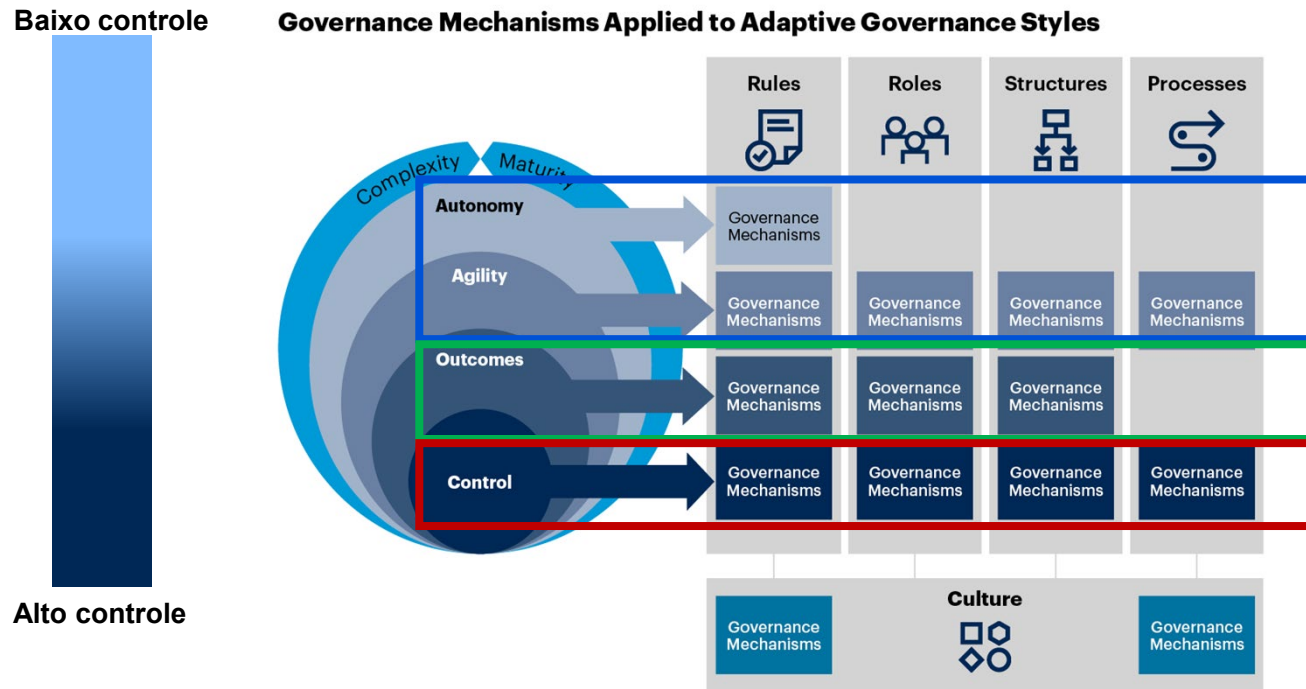 Baixo controle
Governance Mechanisms Applied to Adaptive Governance Styles
Rules
Roles
Structures
Processes
Complexity
Maturity
Autonomy
Governance
Mechanisms
Agility
Governance
Mechanisms
Governance
Mechanisms
Governance
Mechanisms
Governance
Mechanisms
Outcomes
Governance
Mechanisms
Governance
Mechanisms
Governance
Mechanisms
Control
Governance
Mechanisms
Governance
Mechanisms
Governance
Mechanisms
Governance
Mechanisms
Alto controle
Culture
Governance
Mechanisms
Governance
Mechanisms